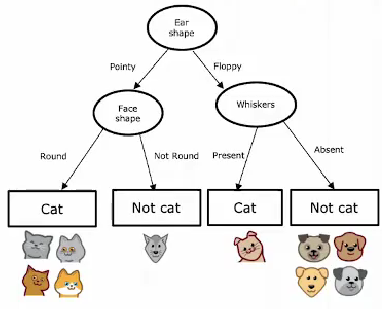 Ear
shape
Pointy
Floppy
Face
shape
Whiskers
Round
Not Round
Present
Absent
Cat
Not cat
Cat
Not cat